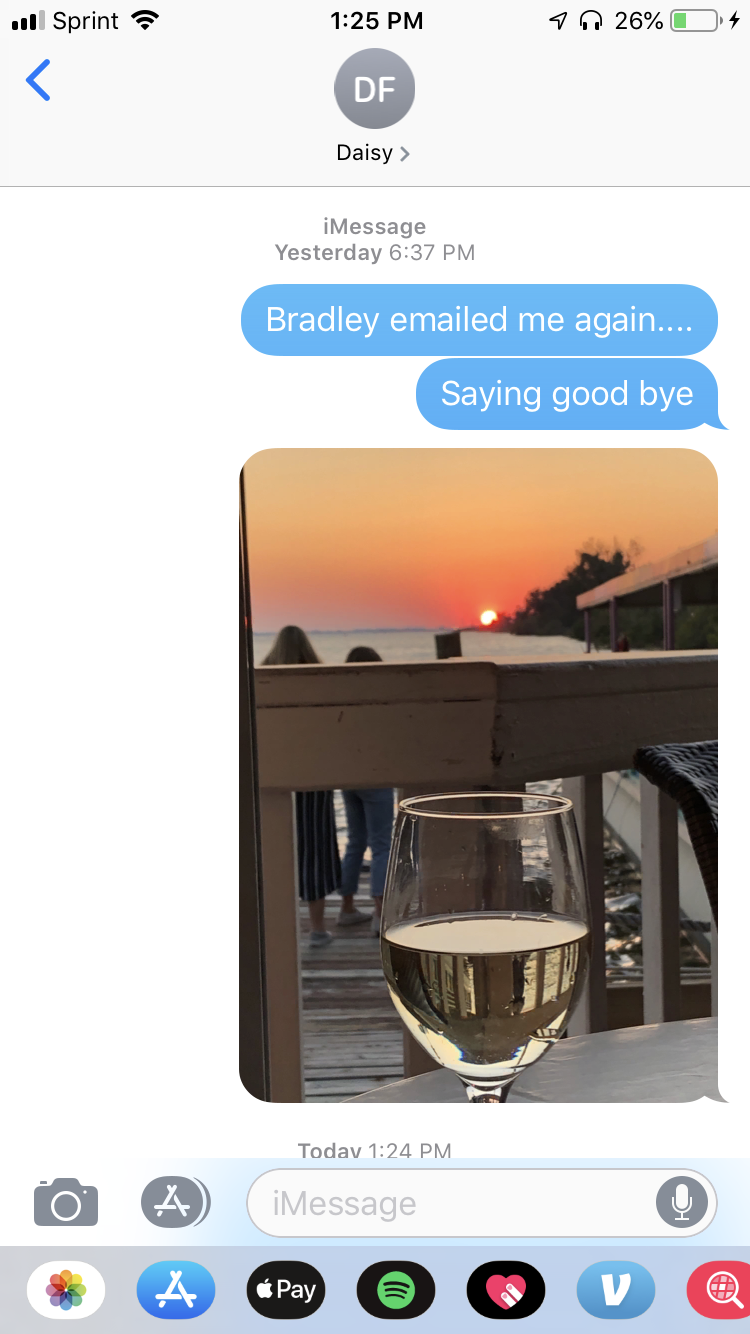 Sprint 1:25 PM 26%
DF
Daisy
iMessage
Yesterday 6:37 PM
Bradley emailed me again....
Saying good bye
Today 1:24 PM
iMessage
Pay